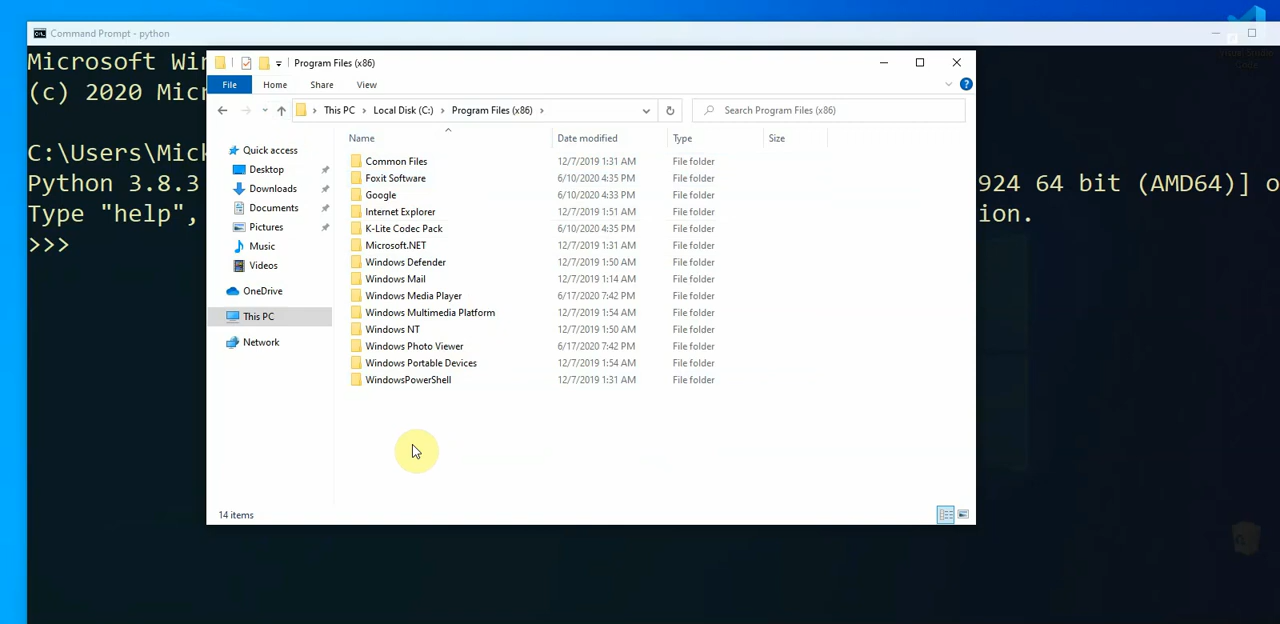 Command Prompt - python
Microsoft Wi
(c) 2020 Micr
C:\Users\Mick
Python 3.8.3
924 64 bit (AMD64)] o
Type "help",
ion.
>>>
Program Files (x86)
File
Home
Share
View
This PC > Local Disk (C:) > Program Files (x86) >
Search Program Files (x86)
Quick access
Desktop
Downloads
Documents
Pictures
Music
Videos
OneDrive
This PC
Network
Name Date modified Type Size
Common Files 12/7/2019 1:31 AM File folder
Foxit Software 6/10/2020 4:35 PM File folder
Google 6/10/2020 4:33 PM File folder
Internet Explorer 12/7/2019 1:51 AM File folder
K-Lite Codec Pack 6/10/2020 4:35 PM File folder
Microsoft.NET 12/7/2019 1:31 AM File folder
Windows Defender 12/7/2019 1:50 AM File folder
Windows Mail 12/7/2019 1:14 AM File folder
Windows Media Player 6/17/2020 7:42 PM File folder
Windows Multimedia Platform 12/7/2019 1:54 AM File folder
Windows NT 12/7/2019 1:50 AM File folder
Windows Photo Viewer 6/17/2020 7:42 PM File folder
Windows Portable Devices 12/7/2019 1:54 AM File folder
WindowsPowerShell 12/7/2019 1:31 AM File folder
14 items
Visual Studio
Code